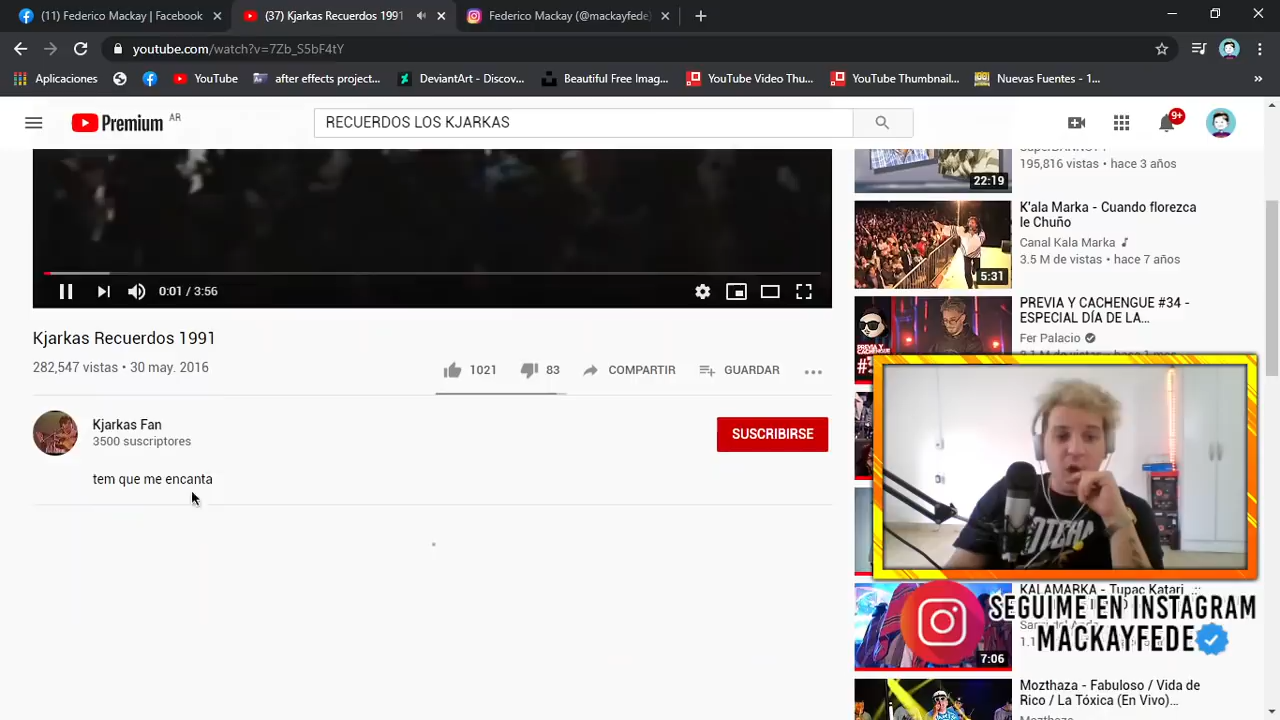 (11) Federico Mackay | Facebook
(37) Kjarkas Recuerdos 1991
Federico Mackay (@mackayfede)
youtube.com/watch?v=7Zb_S5bF4tY
Aplicaciones
YouTube
after effects project...
DeviantArt - Discov...
Beautiful Free Imag...
YouTube Video Thu...
YouTube Thumbnail...
Nuevas Fuentes - 1...
Premium AR
RECUERDOS LOS KJARKAS
9+
195,816 vistas • hace 3 años
22:19
K'ala Marka - Cuando florezca
le Chuño
Canal Kala Marka
3.5 M de vistas • hace 7 años
5:31
PREVIA Y CACHENGUE #34 -
ESPECIAL DÍA DE LA...
Fer Palacio
0:01 / 3:56
Kjarkas Recuerdos 1991
282,547 vistas • 30 may. 2016
1021
83
COMPARTIR
GUARDAR
Kjarkas Fan
3500 suscriptores
SUSCRIBIRSE
tem que me encanta
KALAMARKA - Tupac Katari
SEGUIME EN INSTAGRAM
MACKAYFEDE
7:06
Mozthaza - Fabuloso / Vida de
Rico / La Tóxica (En Vivo)...
Mozthaza